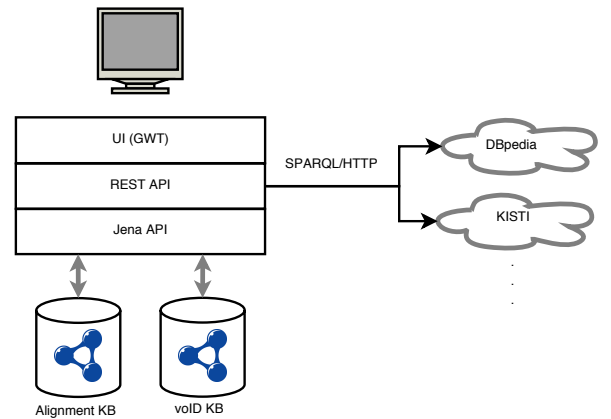 UI (GWT)
REST API
Jena API
SPARQL/HTTP
DBpedia
KISTI
.
.
.
Alignment KB
voID KB